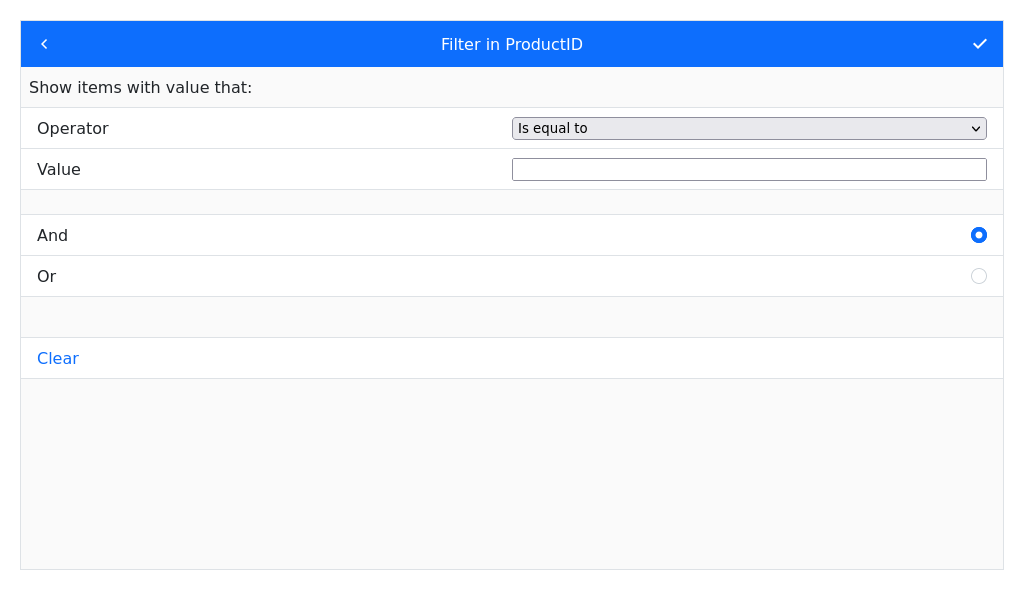 Filter in ProductID
Show items with value that:
Operator
Is equal to
Value
And
Or
Clear